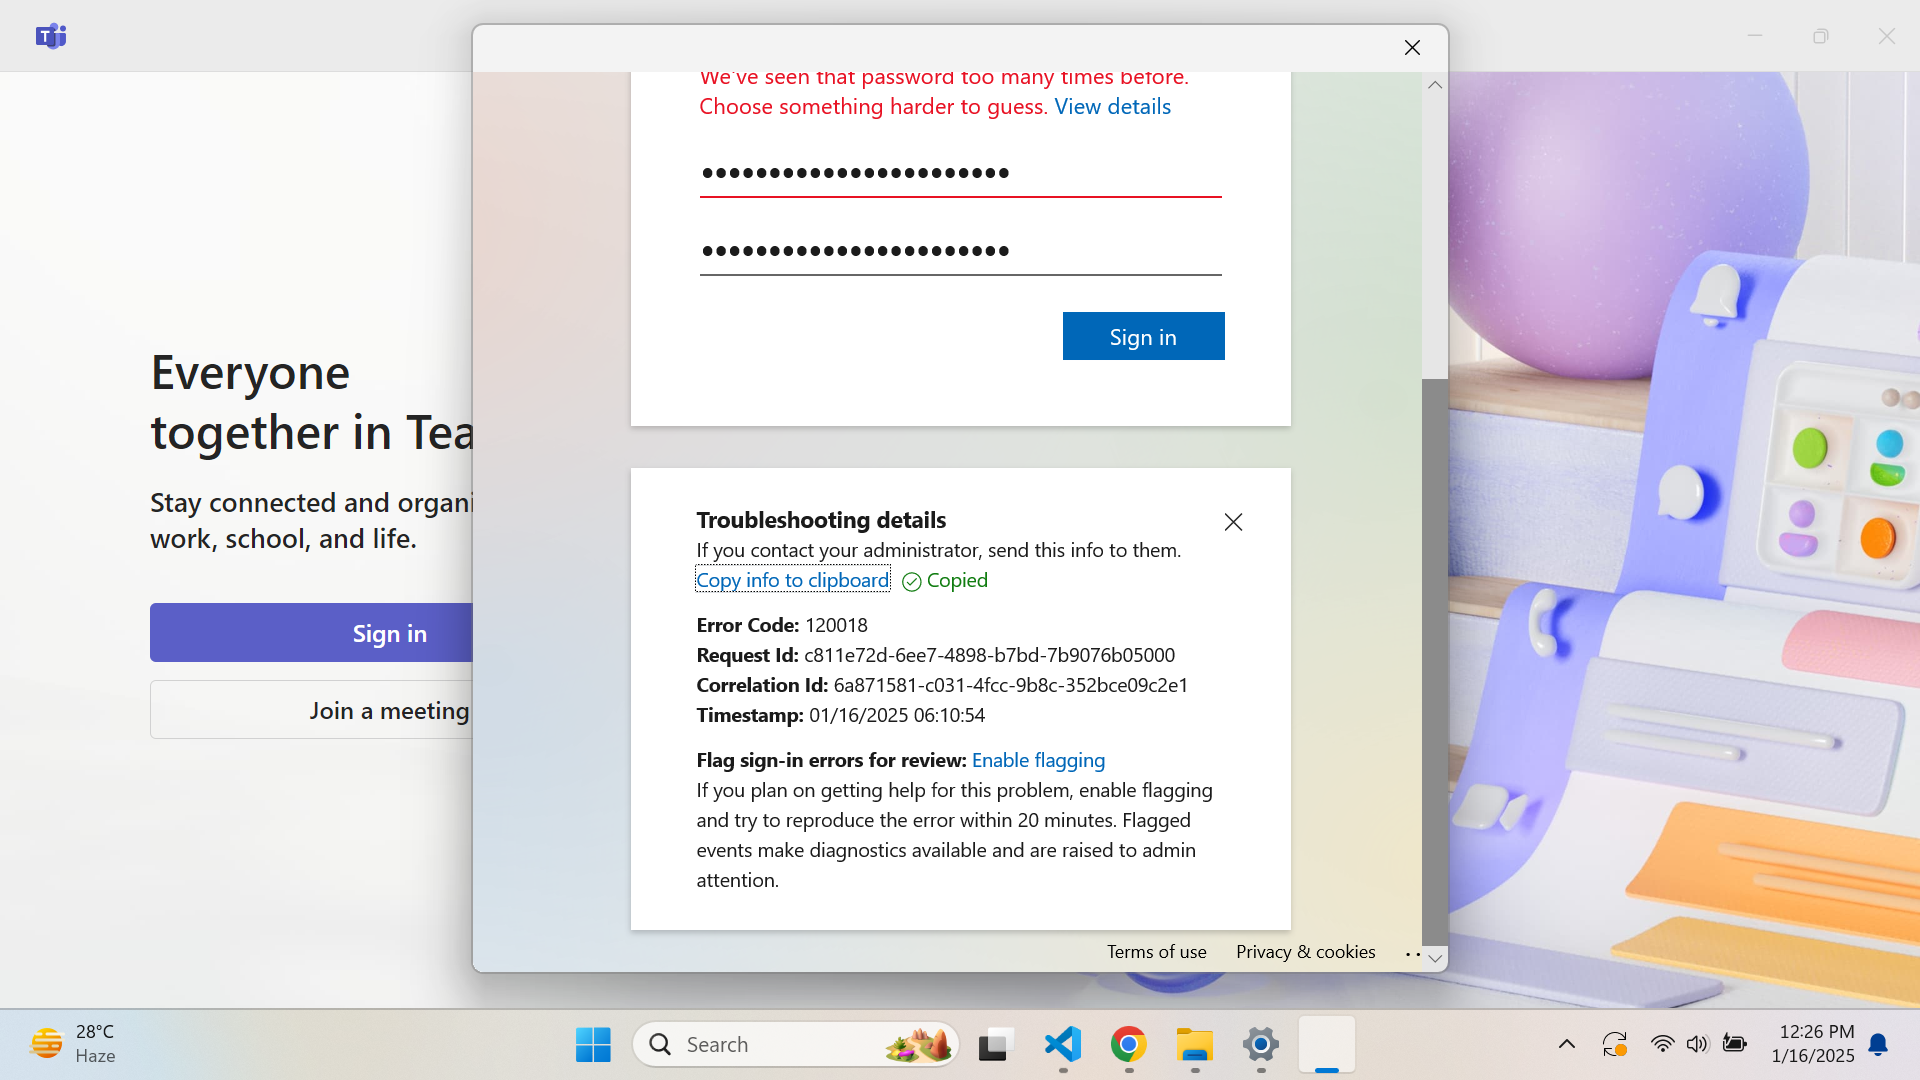 We've seen that password too many times before.
Choose something harder to guess. View details
Sign in
Everyone
together in Tea
Stay connected and organi
work, school, and life.
Sign in
Join a meeting
Troubleshooting details
If you contact your administrator, send this info to them.
Copy info to clipboard Copied
Error Code: 120018
Request Id: c811e72d-6ee7-4898-b7bd-7b9076b05000
Correlation Id: 6a871581-c031-4fcc-9b8c-352bce09c2e1
Timestamp: 01/16/2025 06:10:54
Flag sign-in errors for review: Enable flagging
If you plan on getting help for this problem, enable flagging
and try to reproduce the error within 20 minutes. Flagged
events make diagnostics available and are raised to admin
attention.
Terms of use Privacy & cookies
28°C
Haze
Search
12:26 PM
1/16/2025